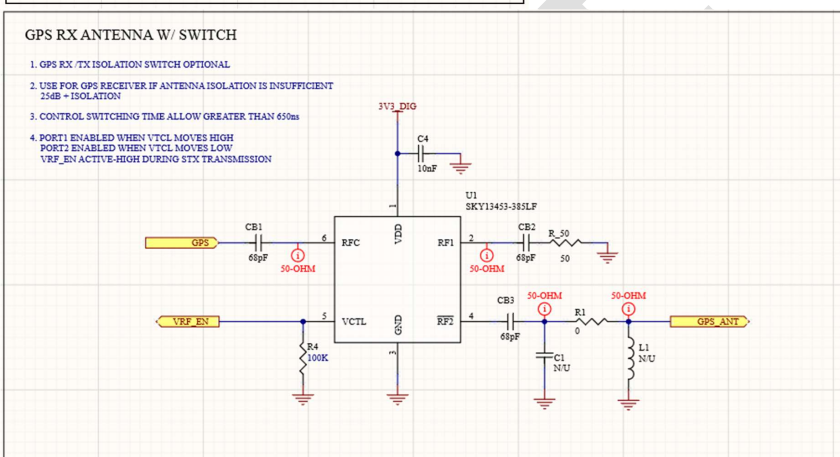 GPS RX ANTENNA W/ SWITCH
1. GPS RX /TX ISOLATION SWITCH OPTIONAL
2. USE FOR GPS RECEIVER IF ANTENNA ISOLATION IS INSUFFICIENT
25dB + ISOLATION
3. CONTROL SWITCHING TIME ALLOW GREATER THAN 650ns
4. PORT1 ENABLED WHEN VTCL MOVES HIGH
PORT2 ENABLED WHEN VTCL MOVES LOW
VRF_EN ACTIVE-HIGH DURING STX TRANSMISSION
3V3_DIG
C4
10nF
U1
SKY13453-385LF
1
VDD
GPS
CB1
68pF
i
50-OHM
6
RFC
RF1
2
i
50-OHM
CB2
68pF
R_50
50
VRF_EN
5
VCTL
R4
100K
GND
3
RF2
4
CB3
68pF
50-OHM
i
C1
N/U
R1
0
50-OHM
i
L1
N/U
GPS_ANT